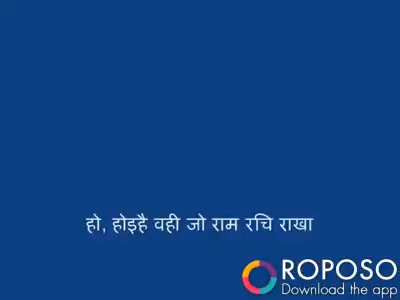 हो, होइहै वही जो राम रचि राखा
ROPOSO
Download the app